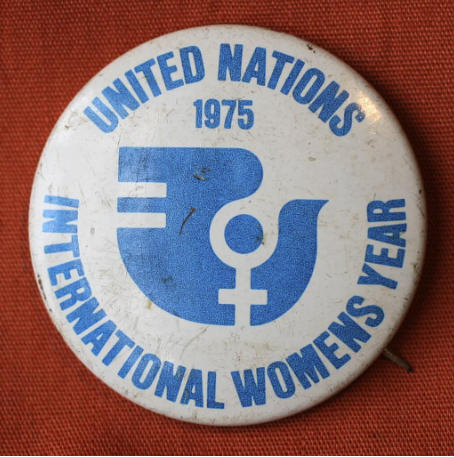 UNITED NATIONS
1975
INTERNATIONAL WOMENS YEAR